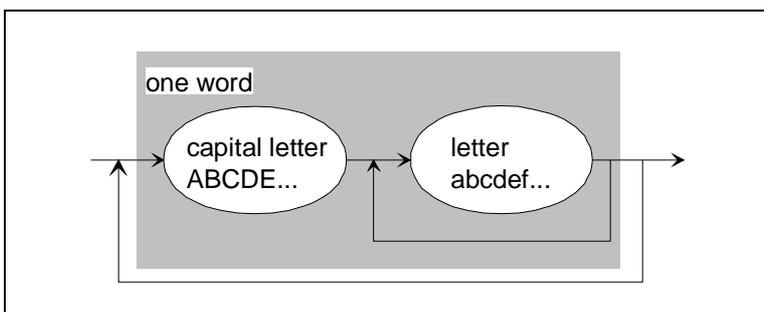 one word
capital letter
ABCDE...
letter
abcdef...